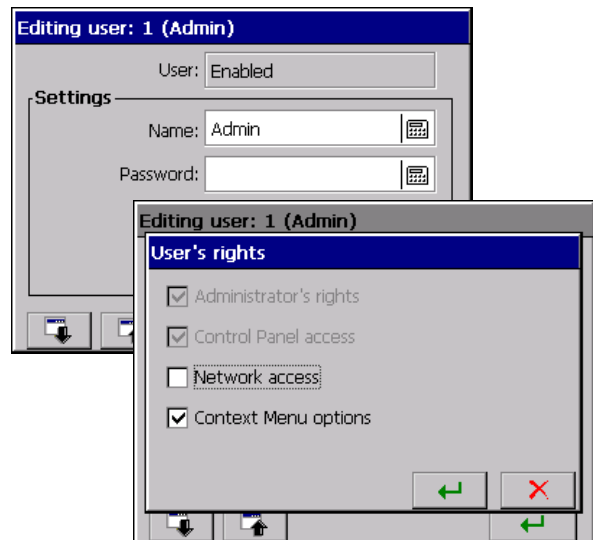 Editing user: 1 (Admin)
User: Enabled
Settings
Name: Admin
Password:
Editing user: 1 (Admin)
User's rights
Administrator's rights
Control Panel access
Network access
Context Menu options